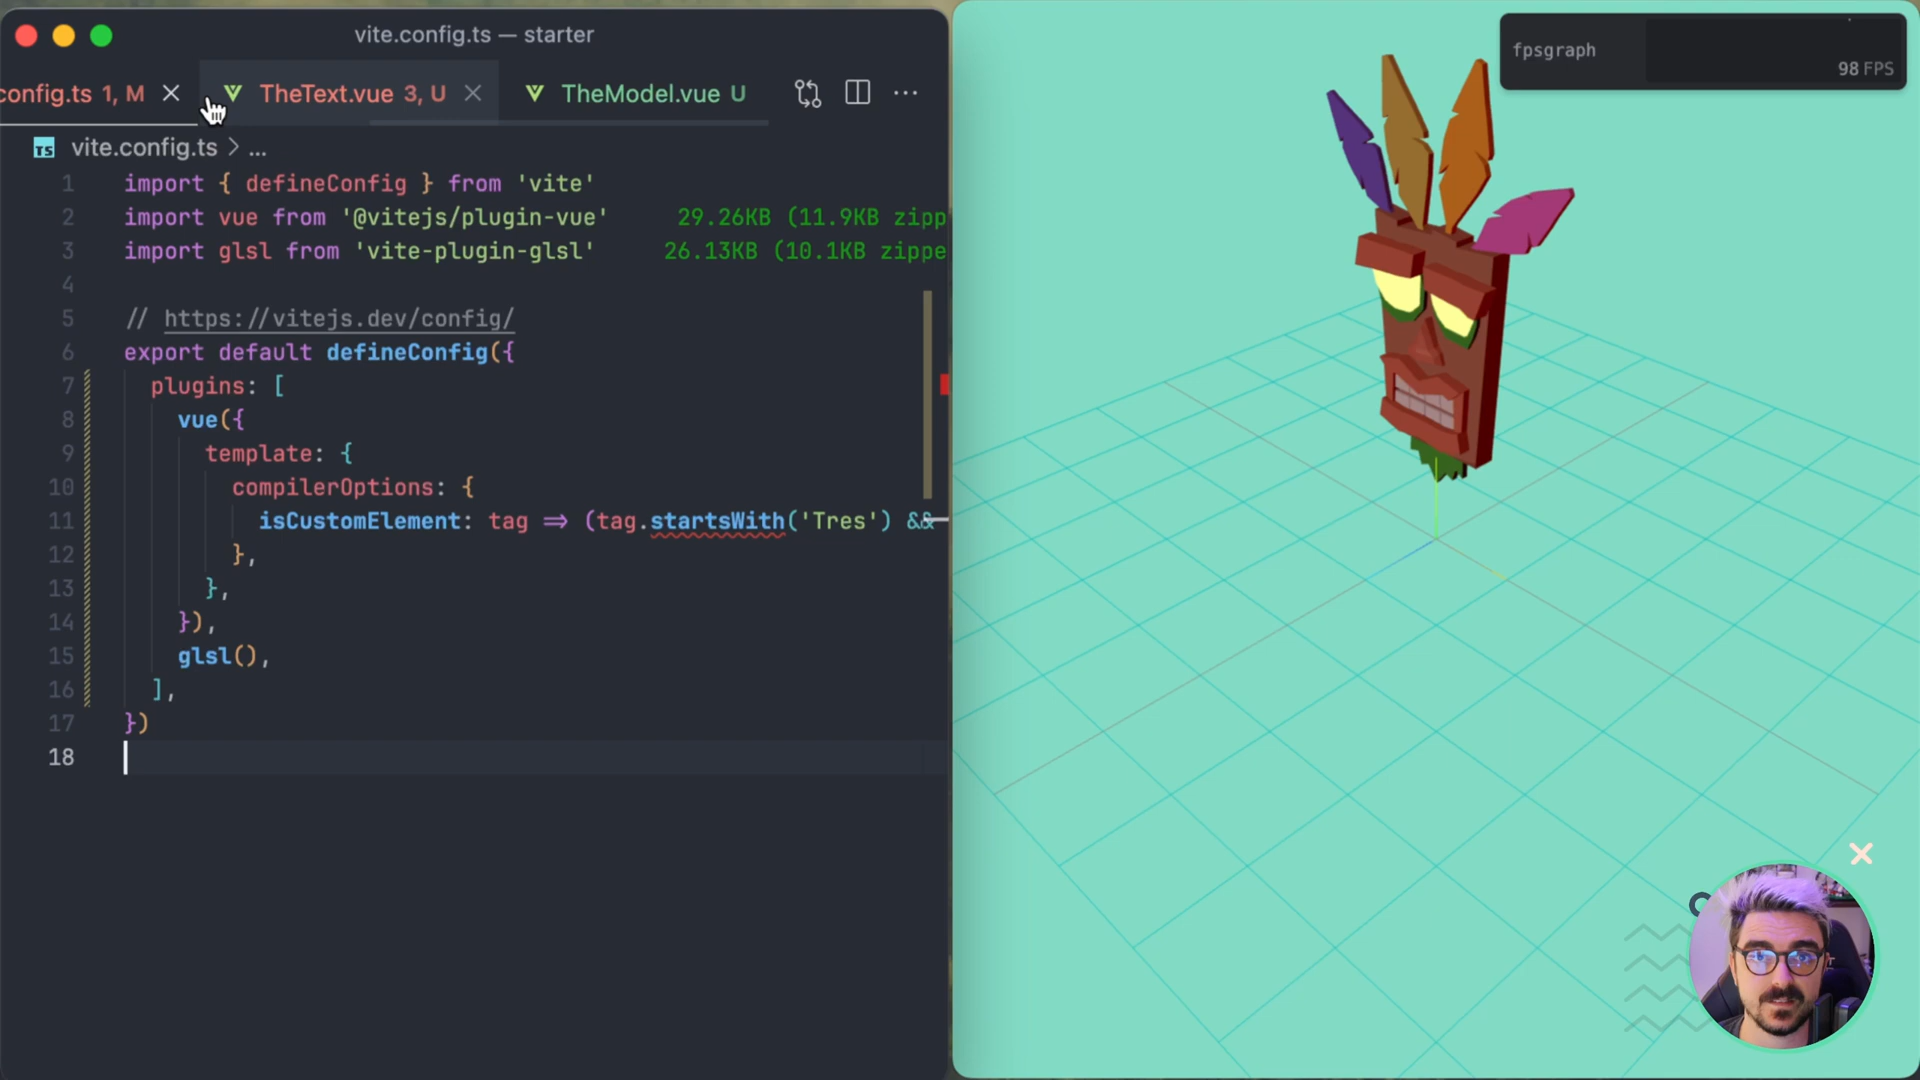 vite.config.ts — starter
config.ts 1, M
TheText.vue 3, U
TheModel.vue U
TS vite.config.ts > ...
1 import { defineConfig } from 'vite'
2 import vue from '@vitejs/plugin-vue' 29.26KB (11.9KB zipp
3 import glsl from 'vite-plugin-glsl' 26.13KB (10.1KB zippe
4
5 // https://vitejs.dev/config/
6 export default defineConfig({
7 plugins: [
8 vue({
9 template: {
10 compilerOptions: {
11 isCustomElement: tag => (tag.startsWith('Tres') &&
12 },
13 },
14 }),
15 glsl(),
16 ],
17 })
18
fpsgraph
98 FPS